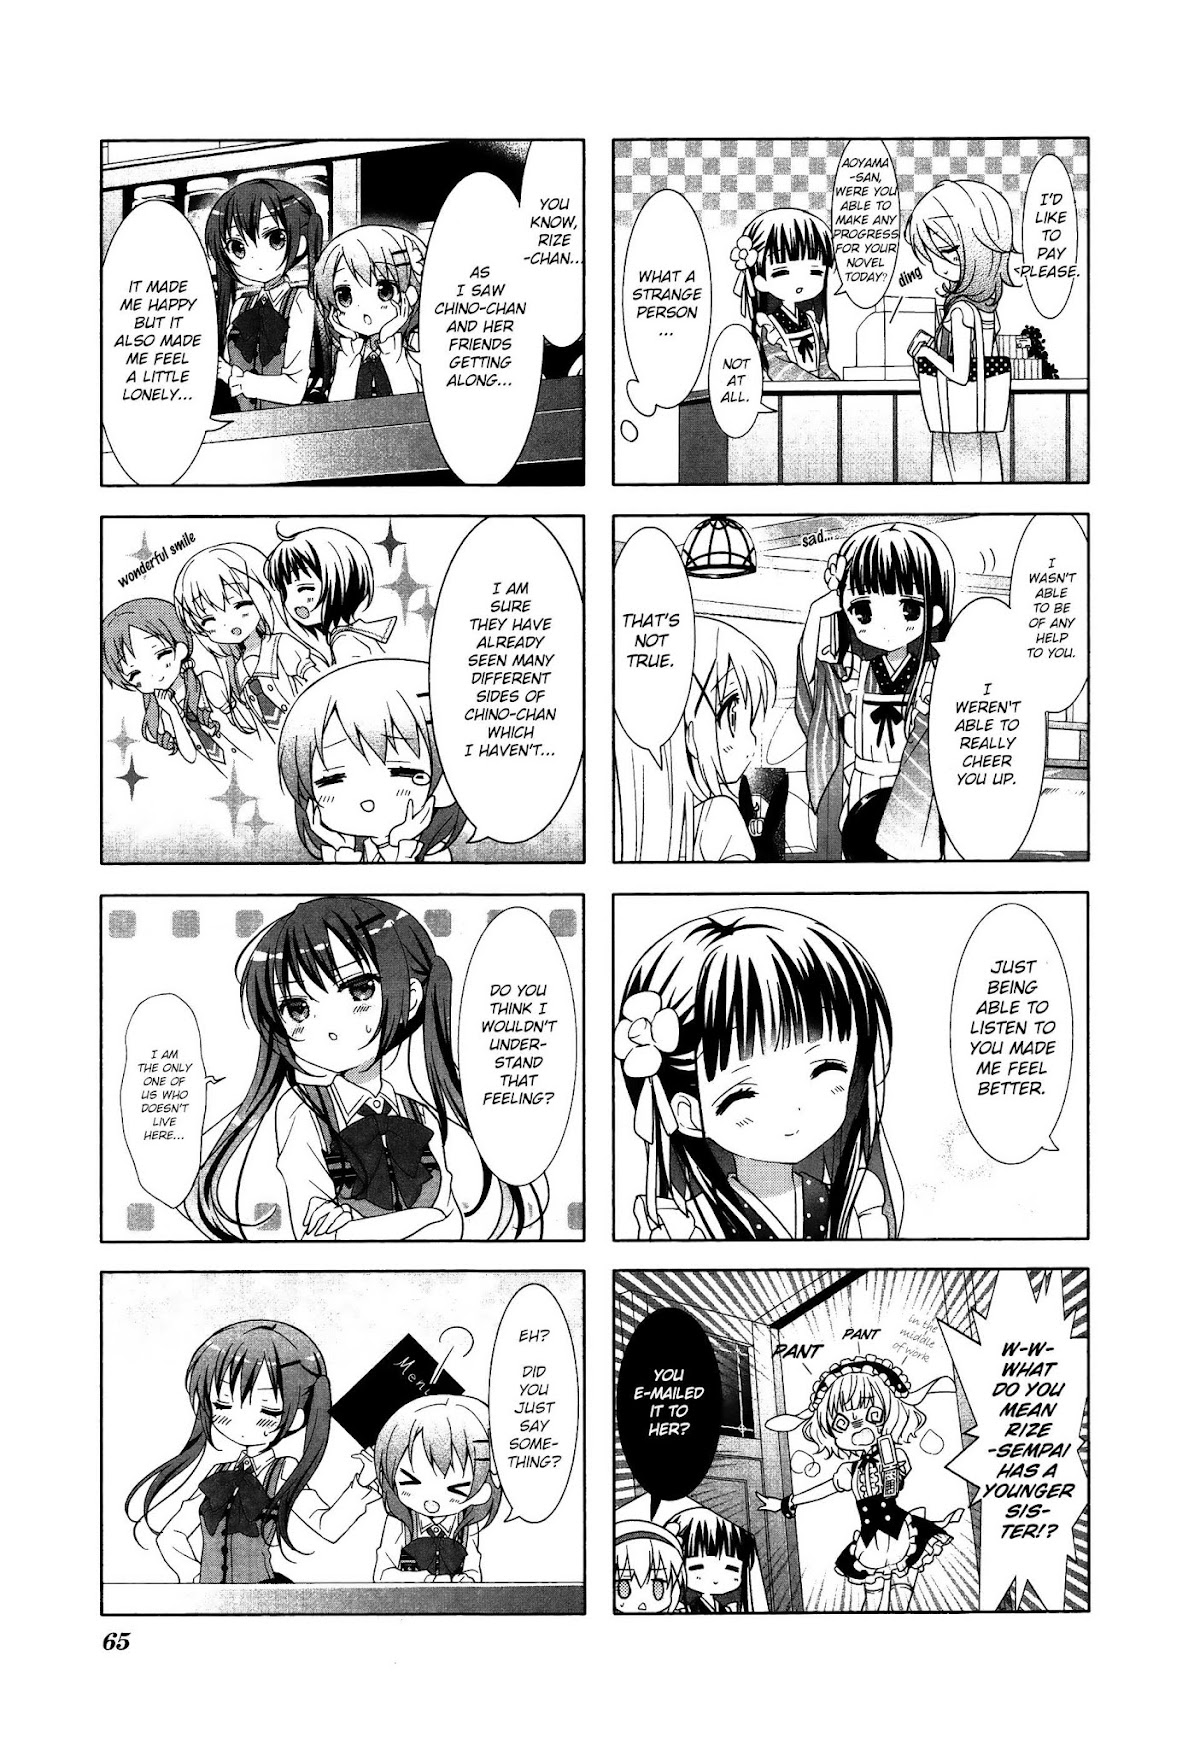 I'D
LIKE
TO
PAY
PLEASE.
AOYAMA
-SAN,
WERE YOU
ABLE TO
MAKE ANY
PROGRESS
FOR YOUR
NOVEL
TODAY?
ding
NOT
AT
ALL.
WHAT A
STRANGE
PERSON
...
I
WASN'T
ABLE
TO BE
OF ANY
HELP
TO YOU.
I
WEREN'T
ABLE TO
REALLY
CHEER
YOU UP.
sad...
THAT'S
NOT
TRUE.
JUST
BEING
ABLE TO
LISTEN TO
YOU MADE
ME FEEL
BETTER.
W-W-
WHAT
DO YOU
MEAN
RIZE
-SEMPAI
HAS A
YOUNGER
SIS-
TER!?
in the
middle
of work
PANT
PANT
YOU
E-MAILED
IT TO
HER?
YOU
KNOW,
RIZE
-CHAN...
AS
I SAW
CHINO-CHAN
AND HER
FRIENDS
GETTING
ALONG...
IT MADE
ME HAPPY
BUT IT
ALSO MADE
ME FEEL
A LITTLE
LONELY...
I AM
SURE
THEY HAVE
ALREADY
SEEN MANY
DIFFERENT
SIDES OF
CHINO-CHAN
WHICH
I HAVEN'T...
wonderful smile
DO YOU
THINK I
WOULDN'T
UNDER-
STAND
THAT
FEELING?
I AM
THE ONLY
ONE OF
US WHO
DOESN'T
LIVE
HERE...
EH?
DID
YOU
JUST
SAY
SOME-
THING?
Menu
65